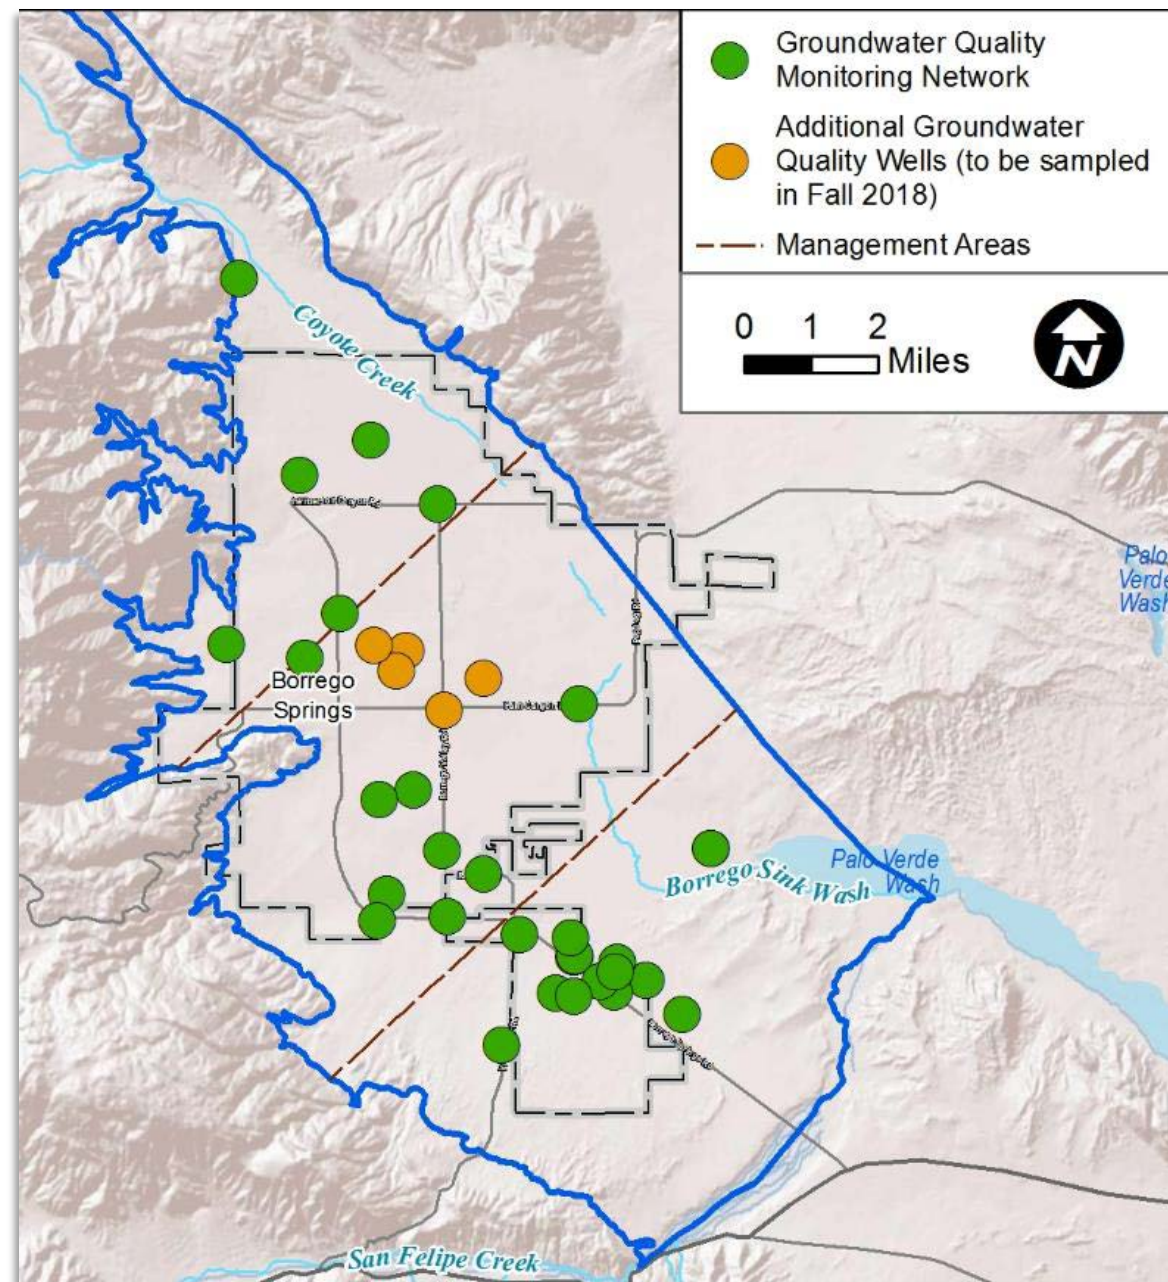 Groundwater Quality
Monitoring Network
Additional Groundwater
Quality Wells (to be sampled
in Fall 2018)
Management Areas
0 1 2
Miles
N
Coyote Creek
Palo
Verde
Wash
Borrego
Springs
Palo Verde
Wash
Borrego Sink Wash
San Felipe Creek